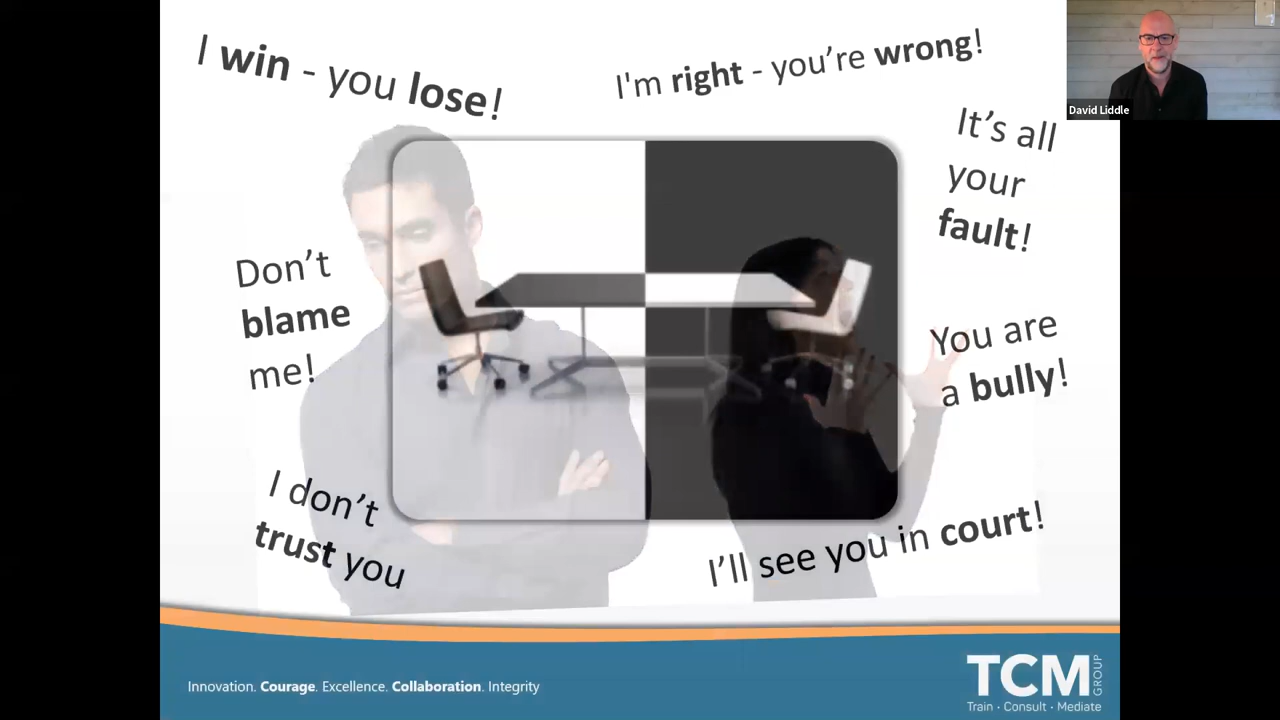 I win - you lose!
I'm right - you're wrong!
David Liddle
It's all
your
fault!
Don't
blame
me!
You are
a bully!
I don't
trust you
I'll see you in court!
Innovation. Courage. Excellence. Collaboration. Integrity
TCM
GROUP
Train · Consult · Mediate